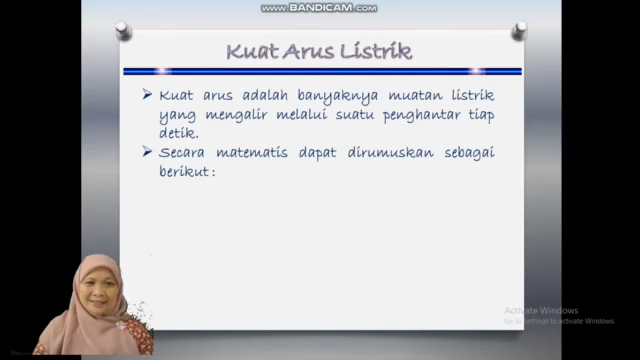 www.BANDICAM.com
Kuat Arus Listrik
➢ Kuat arus adalah banyaknya muatan listrik
yang mengalir melalui suatu penghantar tiap
detik.
➢ Secara matematis dapat dirumuskan sebagai
berikut :
Activate Windows
Go to Settings to activate Windows.